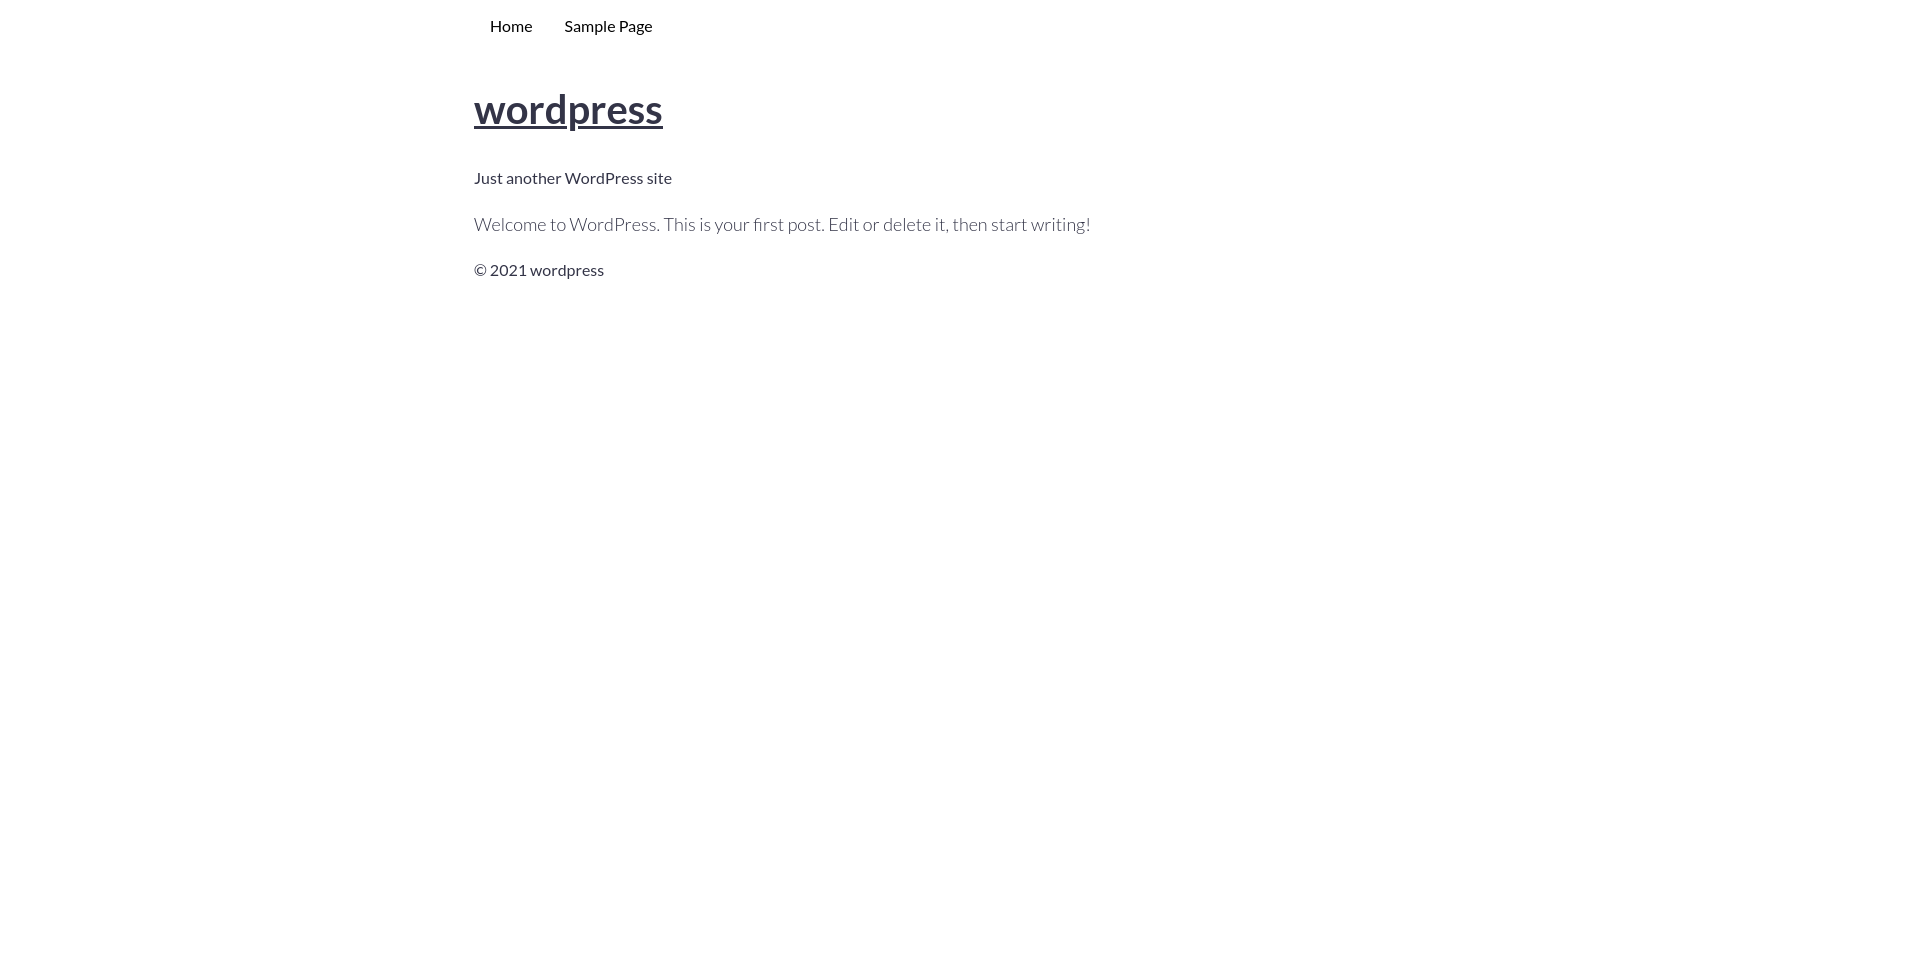 Home Sample Page
wordpress
Just another WordPress site
Welcome to WordPress. This is your first post. Edit or delete it, then start writing!
© 2021 wordpress